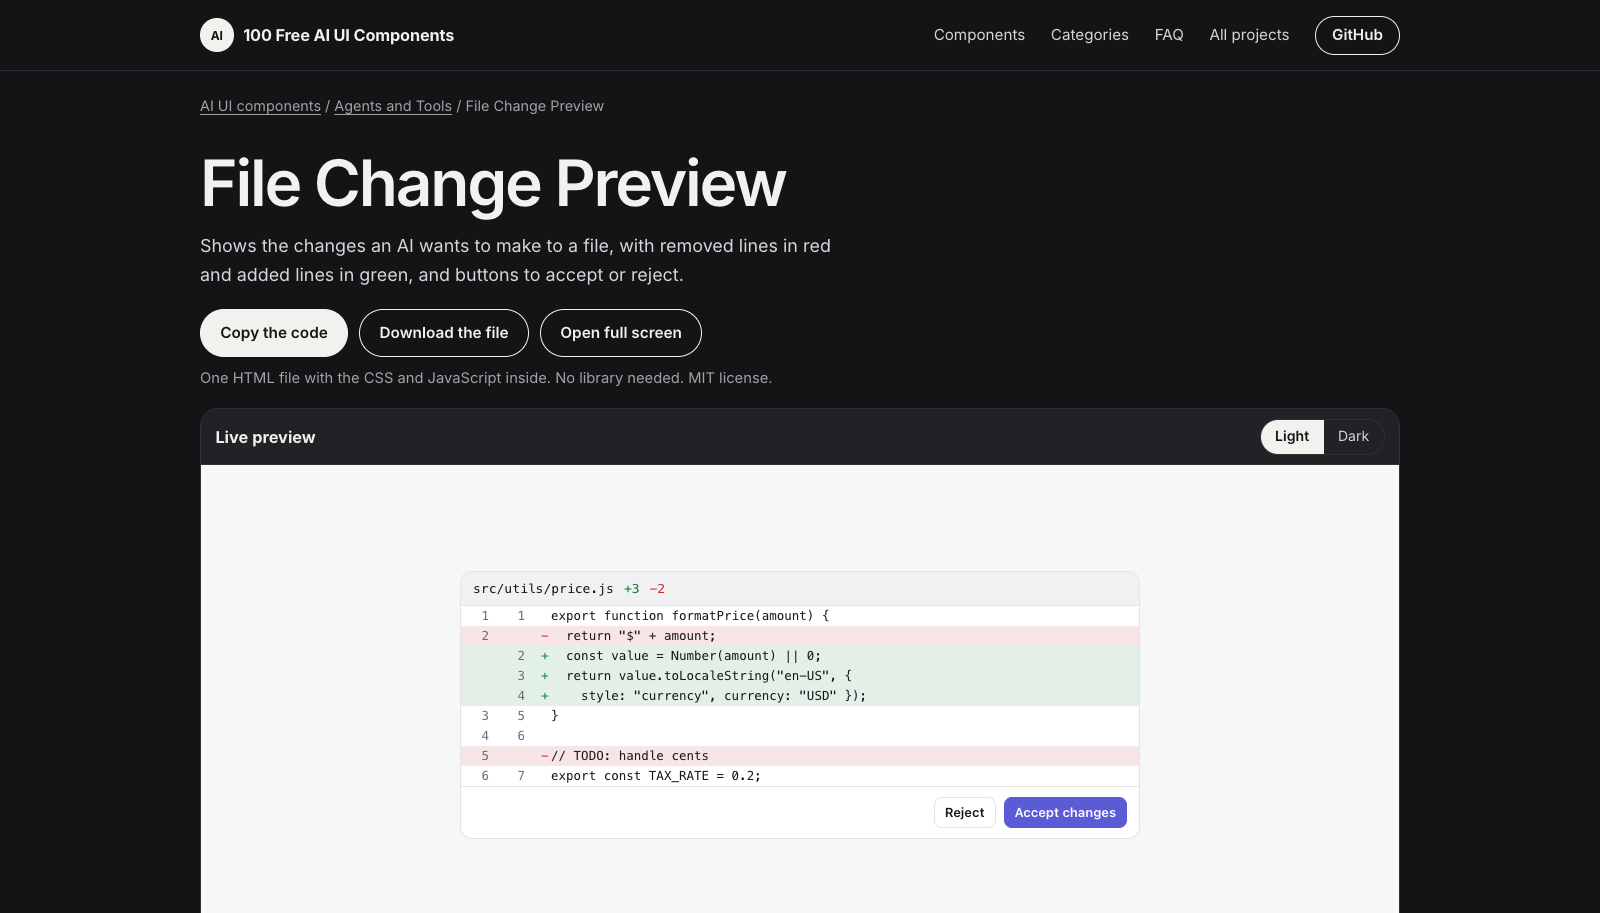 AI
100 Free AI UI Components
Components
Categories
FAQ
All projects
GitHub
AI UI components / Agents and Tools / File Change Preview
File Change Preview
Shows the changes an AI wants to make to a file, with removed lines in red
and added lines in green, and buttons to accept or reject.
Copy the code
Download the file
Open full screen
One HTML file with the CSS and JavaScript inside. No library needed. MIT license.
Live preview
Light
Dark
src/utils/price.js +3 −2
1 1 export function formatPrice(amount) {
2 −   return "$" + amount;
2 +   const value = Number(amount) || 0;
3 +   return value.toLocaleString("en-US", {
4 +     style: "currency", currency: "USD" });
3 5 }
4 6
5 − // TODO: handle cents
6 7 export const TAX_RATE = 0.2;
Reject
Accept changes